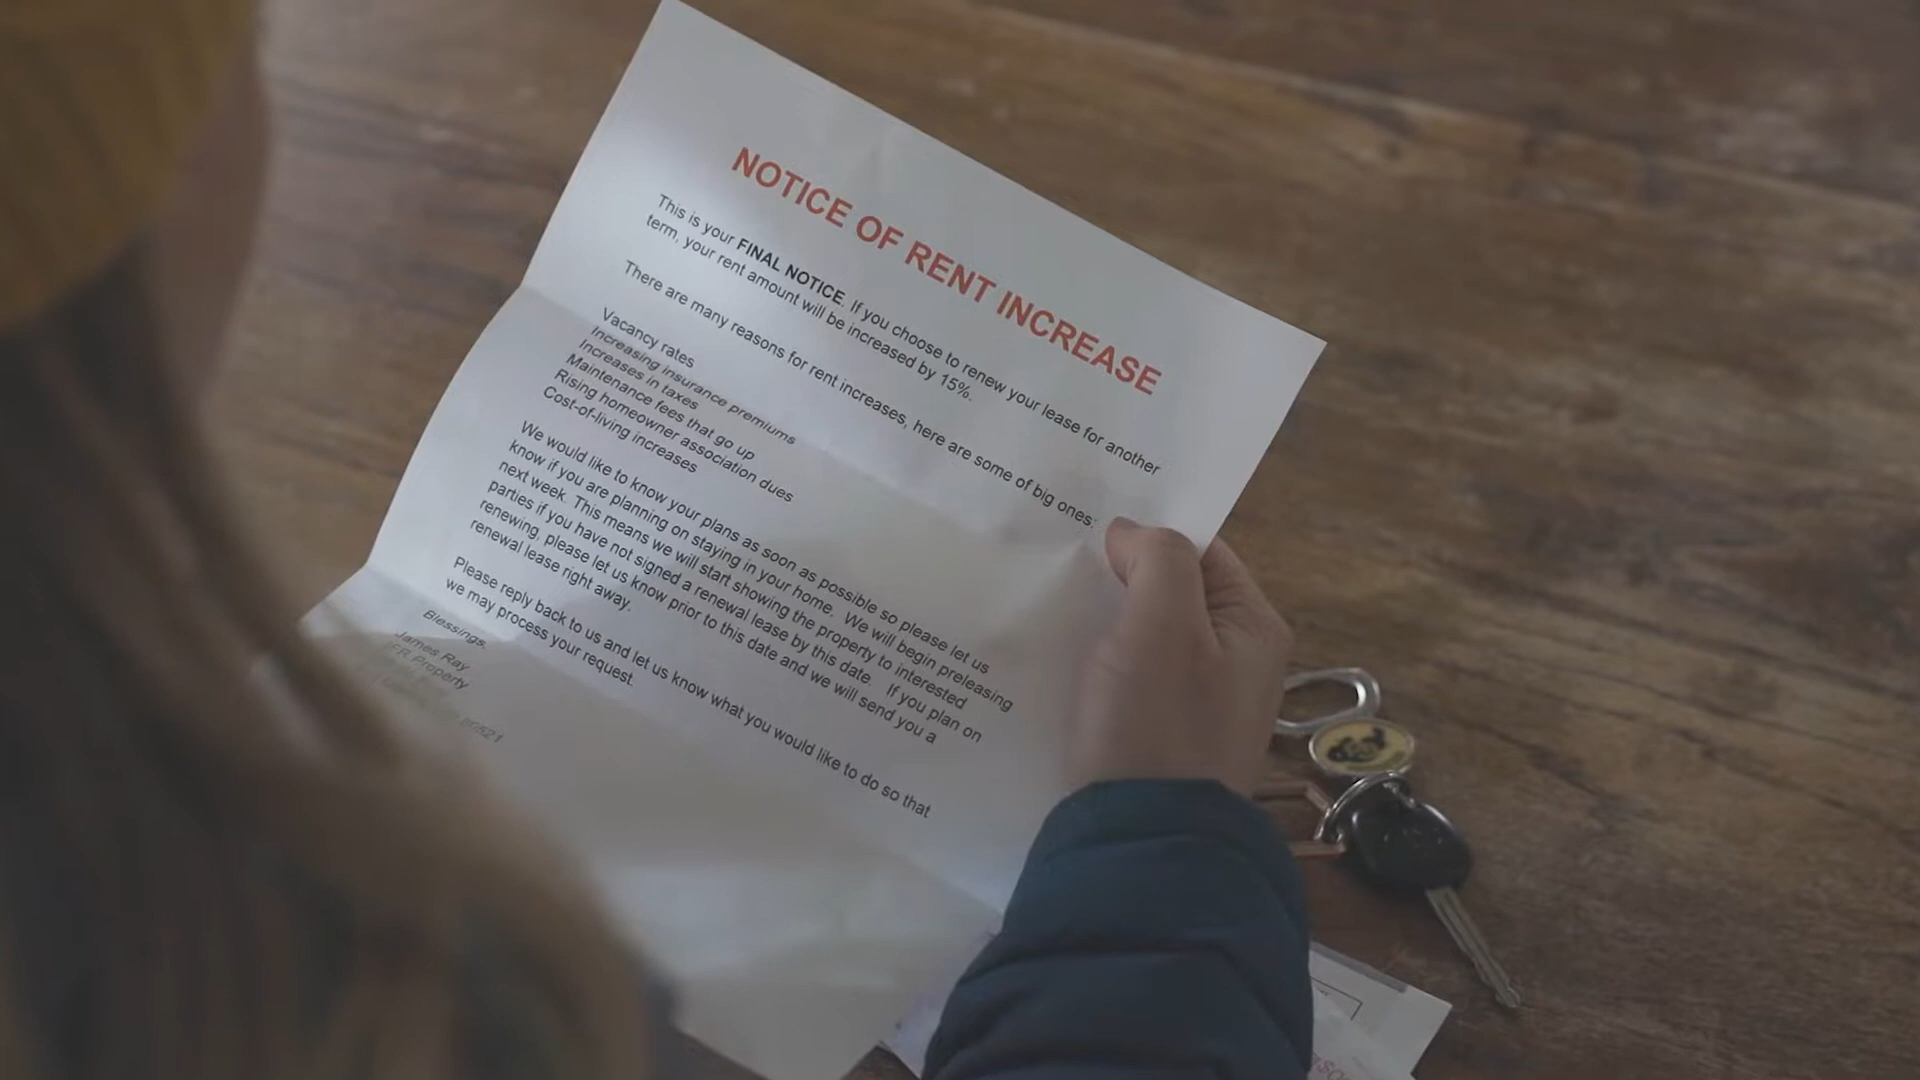 NOTICE OF RENT INCREASE
This is your FINAL NOTICE. If you choose to renew your lease for another
term, your rent amount will be increased by 15%.
There are many reasons for rent increases, here are some of big ones:
Vacancy rates
Increasing insurance premiums
Increases in taxes
Maintenance fees that go up
Rising homeowner association dues
Cost-of-living increases
We would like to know your plans as soon as possible so please let us
know if you are planning on staying in your home. We will begin preleasing
next week. This means we will start showing the property to interested
parties if you have not signed a renewal lease by this date. If you plan on
renewing, please let us know prior to this date and we will send you a
renewal lease right away.
Please reply back to us and let us know what you would like to do so that
we may process your request.
Blessings,
James Ray
Property